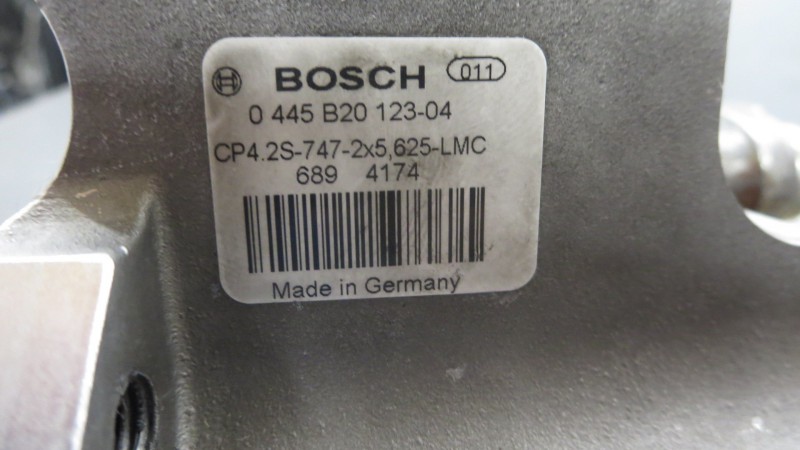 BOSCH 011
0 445 B20 123-04
CP4.2S-747-2x5,625-LMC
689 4174
Made in Germany